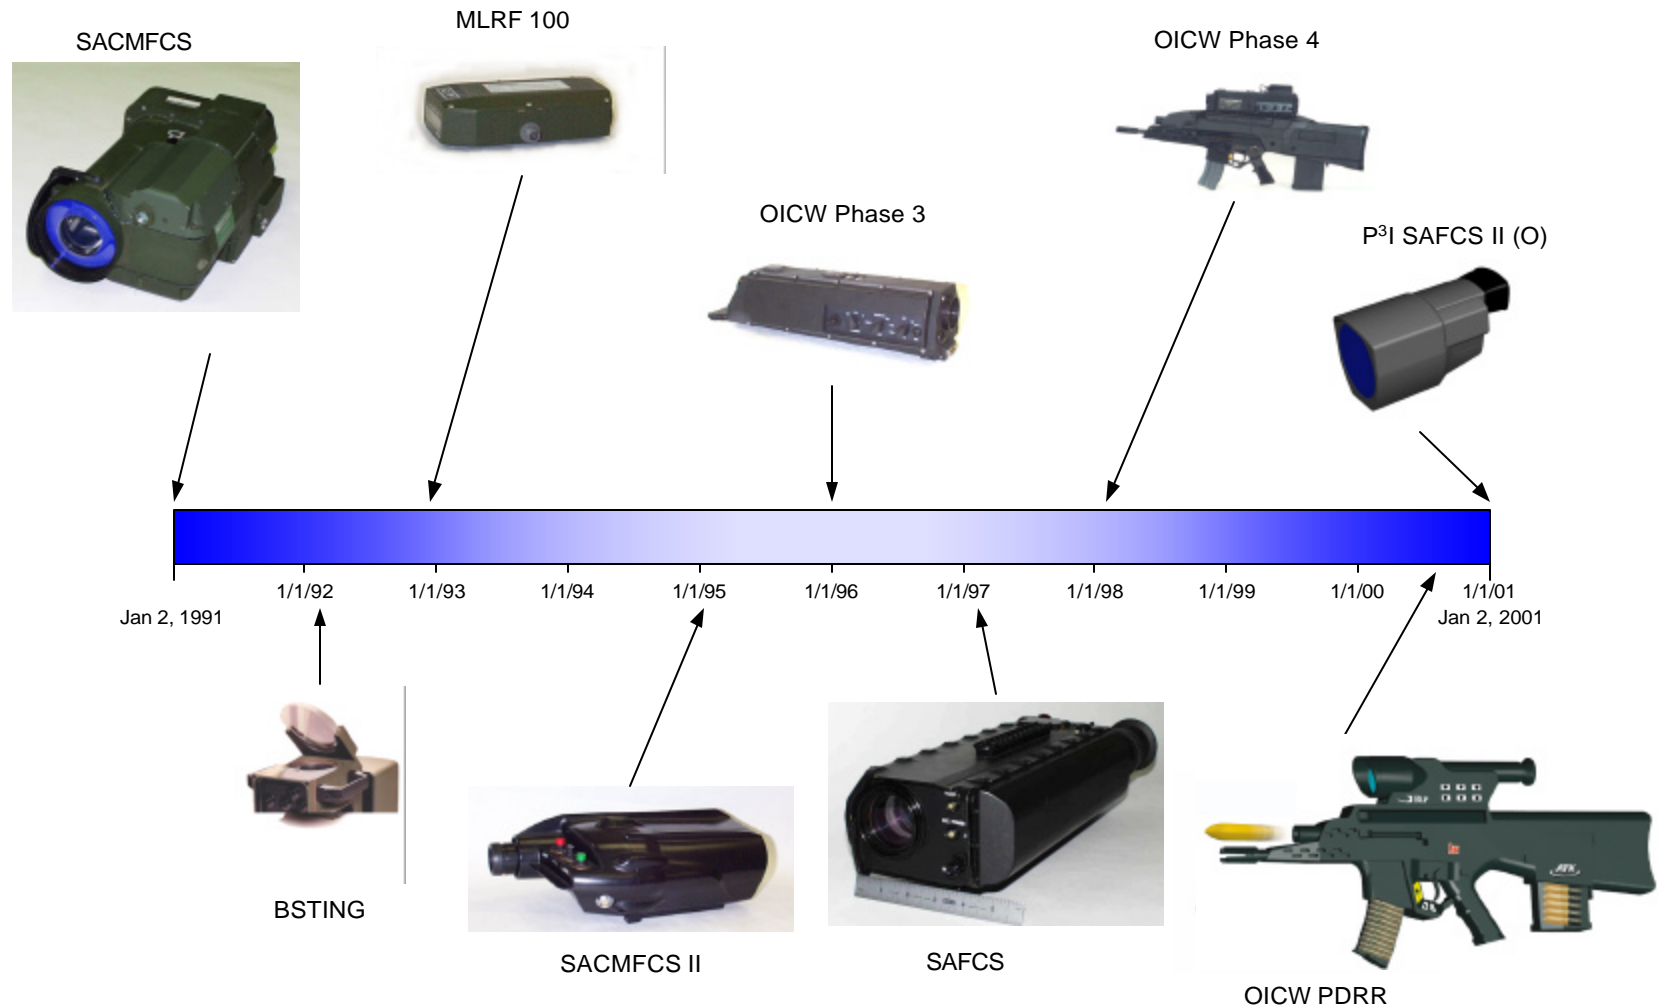 MLRF 100
SACMFCS
OICW Phase 4
OICW Phase 3
P³I SAFCS II (O)
1/1/92
1/1/93
1/1/94
1/1/95
1/1/96
1/1/97
1/1/98
1/1/99
1/1/00
1/1/01
Jan 2, 1991
Jan 2, 2001
BSTING
SACMFCS II
SAFCS
ATK
OICW PDRR